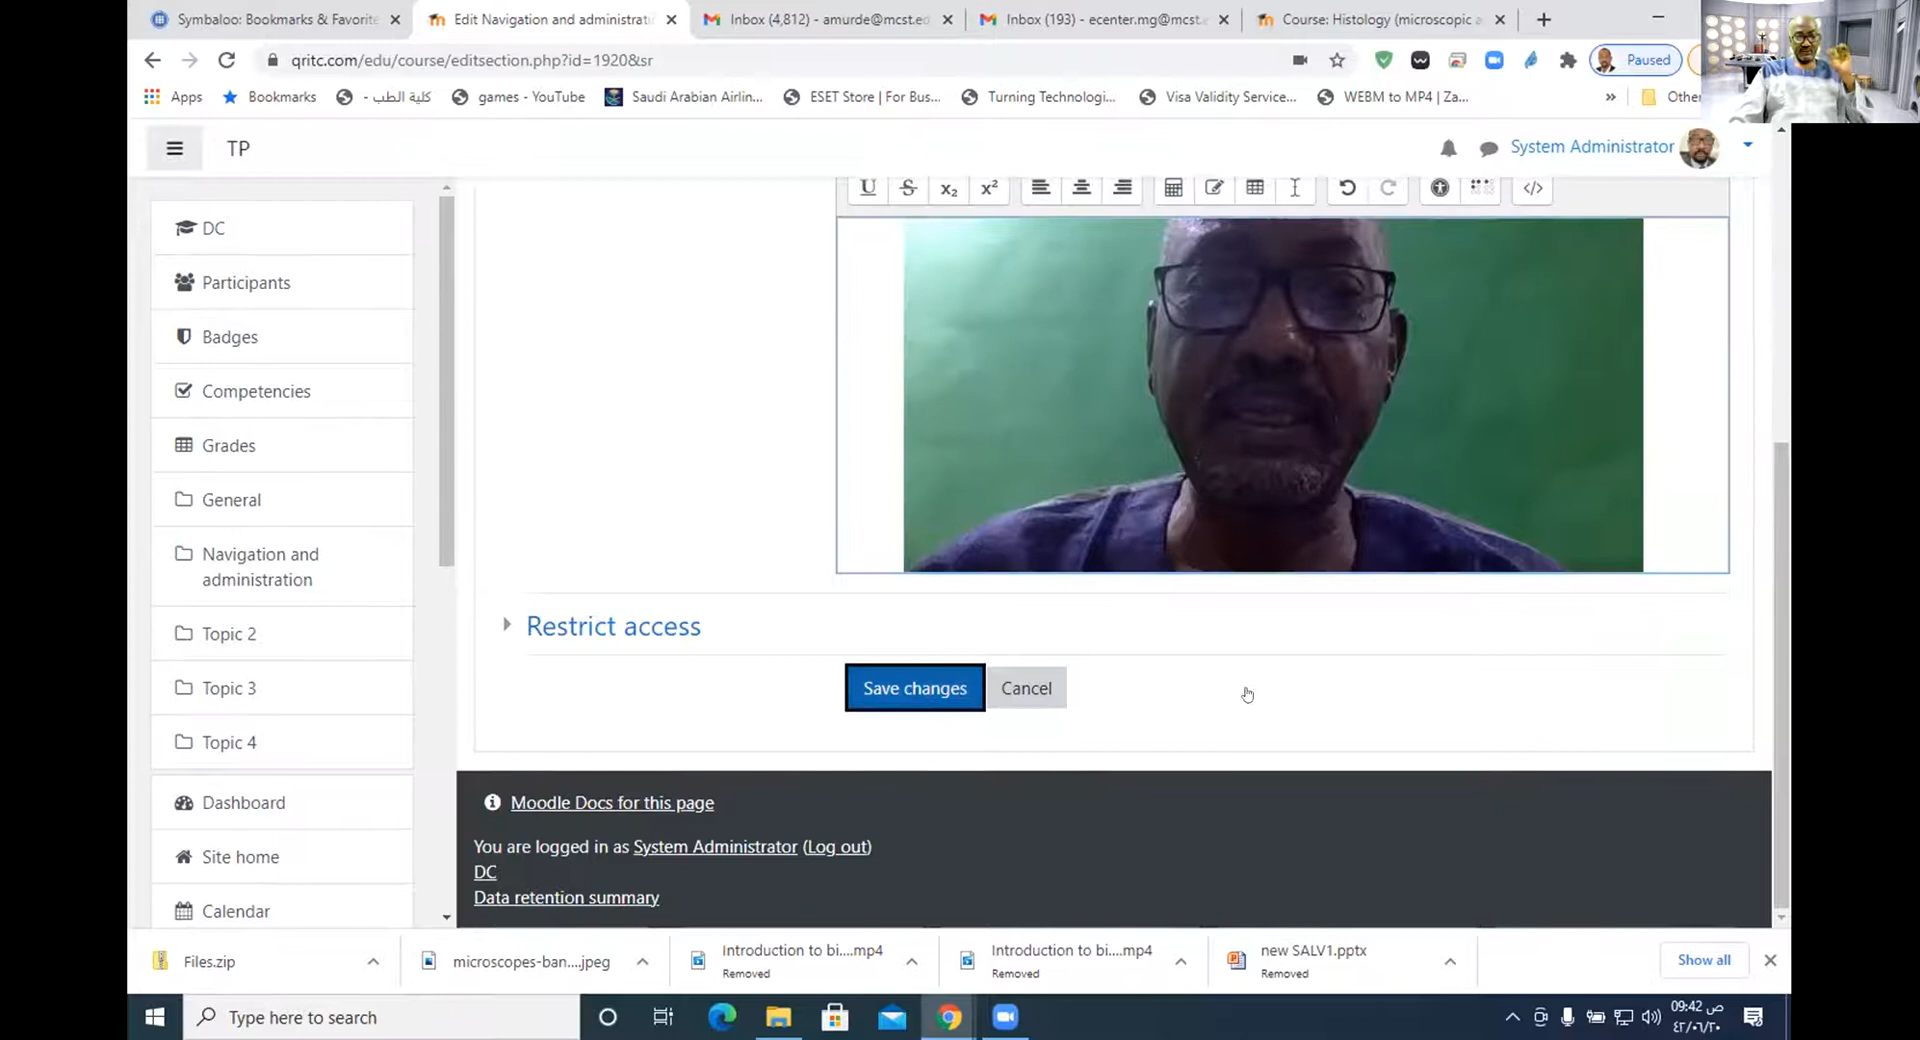 Symbaloo: Bookmarks & Favorite
Edit Navigation and administrati
Inbox (4,812) - amurde@mcst.ed
Inbox (193) - ecenter.mg@mcst.e
Course: Histology (microscopic a
qritc.com/edu/course/editsection.php?id=1920&sr
Paused
Apps
Bookmarks
كلية الطب -
games - YouTube
Saudi Arabian Airlin...
ESET Store | For Bus...
Turning Technologi...
Visa Validity Service...
WEBM to MP4 | Za...
»
Other
TP
System Administrator
U S x₂ x²
</>
DC
Participants
Badges
Competencies
Grades
General
Navigation and
administration
Topic 2
Topic 3
Topic 4
Dashboard
Site home
Calendar
Restrict access
Save changes
Cancel
Moodle Docs for this page
You are logged in as System Administrator (Log out)
DC
Data retention summary
Files.zip
microscopes-ban....jpeg
Introduction to bi....mp4
Removed
Introduction to bi....mp4
Removed
new SALV1.pptx
Removed
Show all
Type here to search
09:42 ص
٤٢/٠٦/٢٠